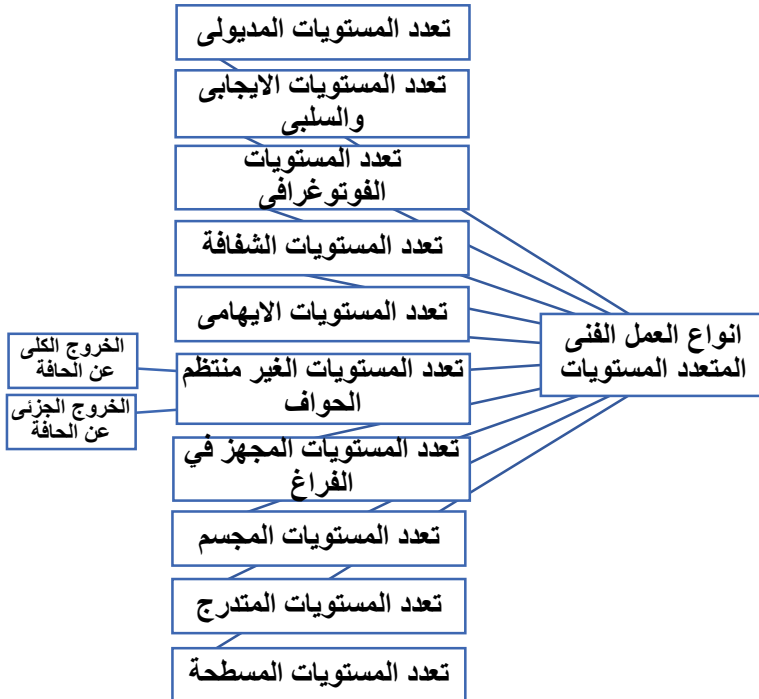 انواع العمل الفنى
المتعدد المستويات
تعدد المستويات المديولى
تعدد المستويات الايجابى
والسلبى
تعدد المستويات
الفوتوغرافى
تعدد المستويات الشفافة
تعدد المستويات الايهامى
تعدد المستويات الغير منتظم
الحواف
الخروج الكلى
عن الحافة
الخروج الجزئى
عن الحافة
تعدد المستويات المجهز في
الفراغ
تعدد المستويات المجسم
تعدد المستويات المتدرج
تعدد المستويات المسطحة